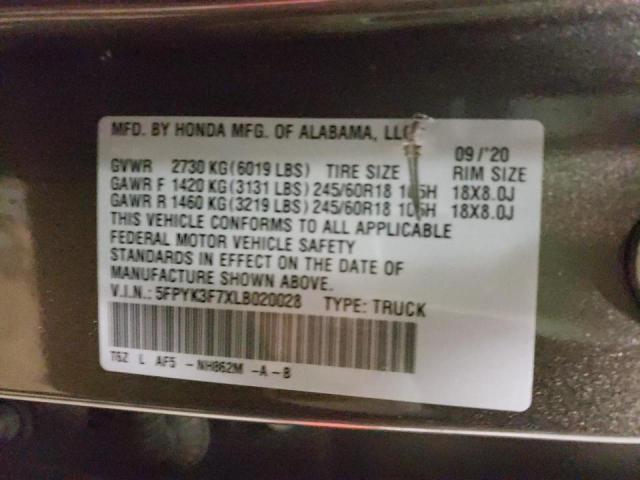 MFD. BY HONDA MFG. OF ALABAMA, LLC 09/'20
GVWR 2730 KG(6019 LBS) TIRE SIZE RIM SIZE
GAWR F 1420 KG(3131 LBS) 245/60R18 105H 18X8.0J
GAWR R 1460 KG(3219 LBS) 245/60R18 105H 18X8.0J
THIS VEHICLE CONFORMS TO ALL APPLICABLE
FEDERAL MOTOR VEHICLE SAFETY
STANDARDS IN EFFECT ON THE DATE OF
MANUFACTURE SHOWN ABOVE.
V.I.N.: 5FPYK3F7XLB020028 TYPE: TRUCK
T6Z L AF5 -NH862M -A-B